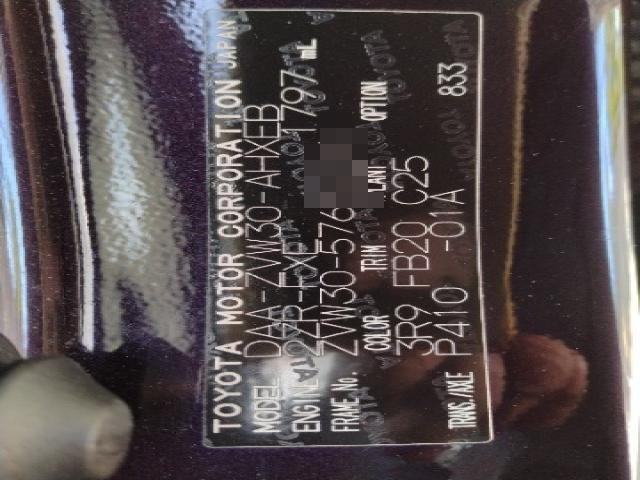 TOYOTA MOTOR CORPORATION JAPAN
MODEL DAA-ZVW30-AHXEB
ENGINE 2ZR-FXE 1797 mL
FRAME No. ZVW30-576
COLOR TRIM PLANT OPTION
3R9 FB20 C25 833
TRANS./AXLE P410 -01A